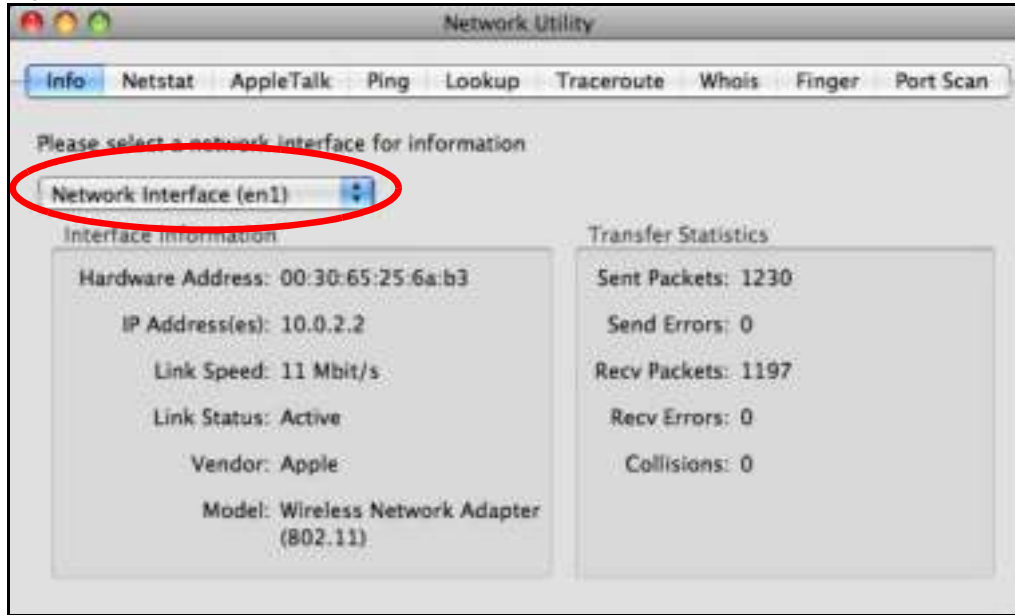 Network Utility
Info Netstat AppleTalk Ping Lookup Traceroute Whois Finger Port Scan
Please select a network interface for information
Network Interface (en1)
Interface Information
Hardware Address: 00:30:65:25:6a:b3
IP Address(es): 10.0.2.2
Link Speed: 11 Mbit/s
Link Status: Active
Vendor: Apple
Model: Wireless Network Adapter
(802.11)
Transfer Statistics
Sent Packets: 1230
Send Errors: 0
Recv Packets: 1197
Recv Errors: 0
Collisions: 0